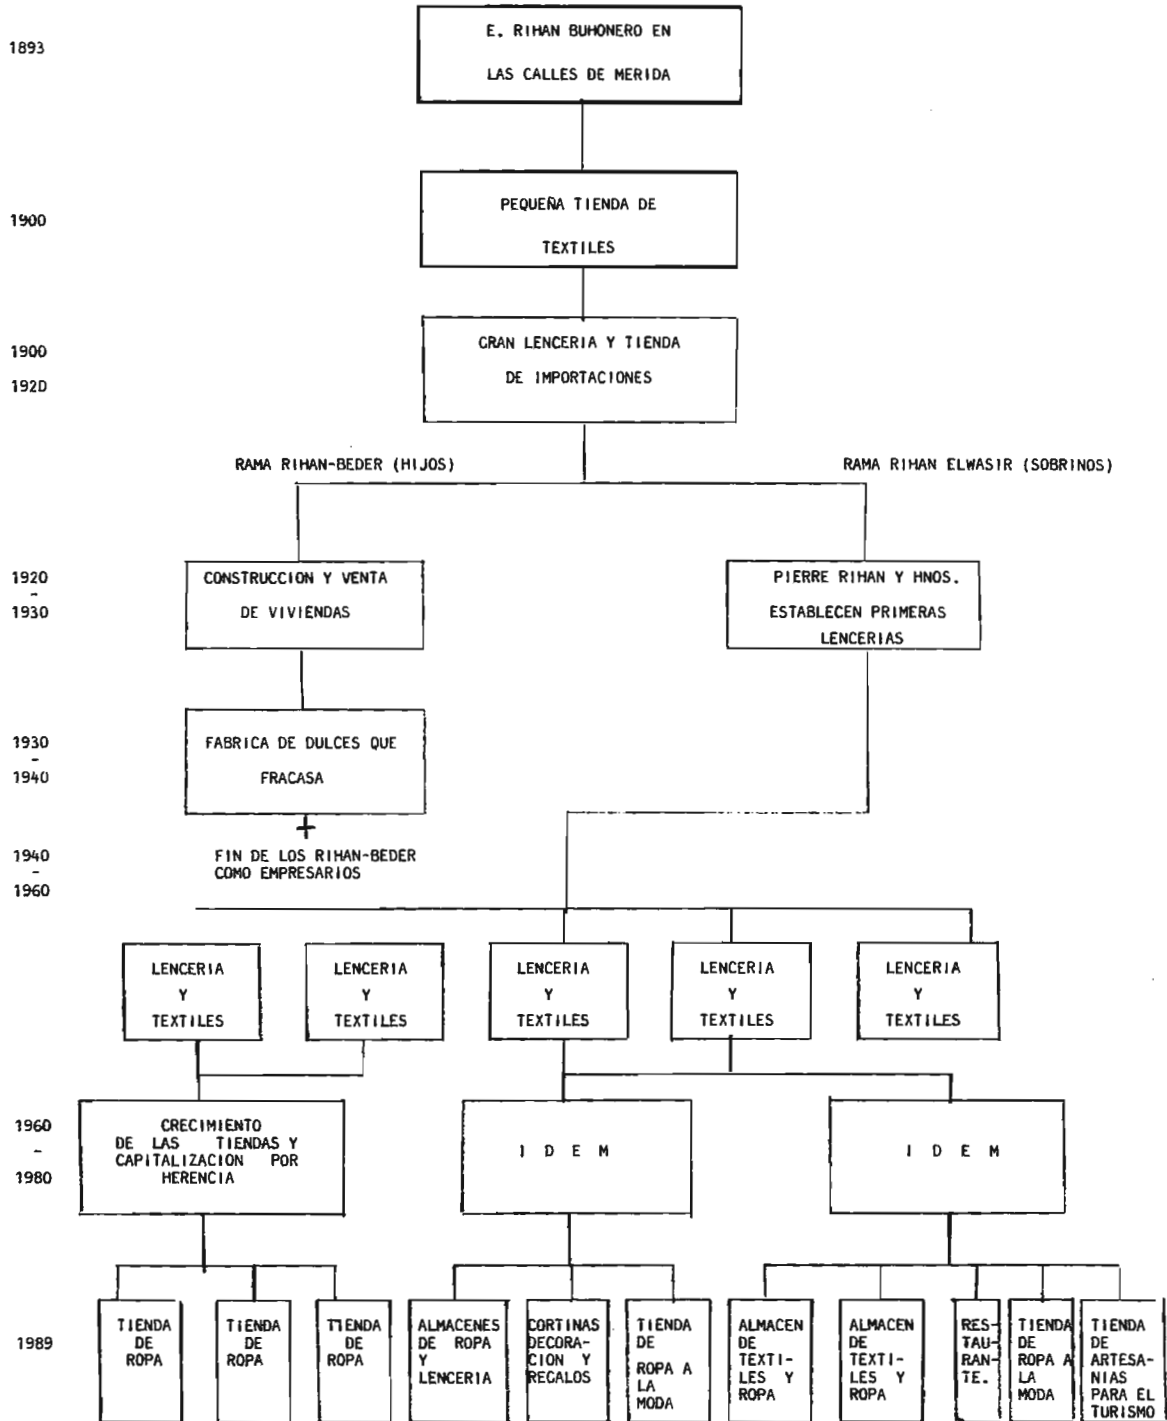 1893
E. RIHAN BUHONERO EN
LAS CALLES DE MERIDA
1900
PEQUEÑA TIENDA DE
TEXTILES
1900
1920
GRAN LENCERIA Y TIENDA
DE IMPORTACIONES
RAMA RIHAN-BEDER (HIJOS)
RAMA RIHAN ELWASIR (SOBRINOS)
1920
-
1930
CONSTRUCCION Y VENTA
DE VIVIENDAS
PIERRE RIHAN Y HNOS.
ESTABLECEN PRIMERAS
LENCERIAS
1930
-
1940
FABRICA DE DULCES QUE
FRACASA
1940
-
1960
FIN DE LOS RIHAN-BEDER
COMO EMPRESARIOS
LENCERIA
Y
TEXTILES
LENCERIA
Y
TEXTILES
LENCERIA
Y
TEXTILES
LENCERIA
Y
TEXTILES
LENCERIA
Y
TEXTILES
1960
-
1980
CRECIMIENTO
DE LAS TIENDAS Y
CAPITALIZACION POR
HERENCIA
I D E M
I D E M
1989
TIENDA
DE
ROPA
TIENDA
DE
ROPA
TIENDA
DE
ROPA
ALMACENES
DE ROPA
Y
LENCERIA
CORTINAS
DECORA-
CION Y
REGALOS
TIENDA
DE
ROPA A
LA
MODA
ALMACEN
DE
TEXTI-
LES Y
ROPA
ALMACEN
DE
TEXTI-
LES Y
ROPA
RES-
TAU-
RAN-
TE.
TIENDA
DE
ROPA A
LA
MODA
TIENDA
DE
ARTESA-
NIAS
PARA EL
TURISMO